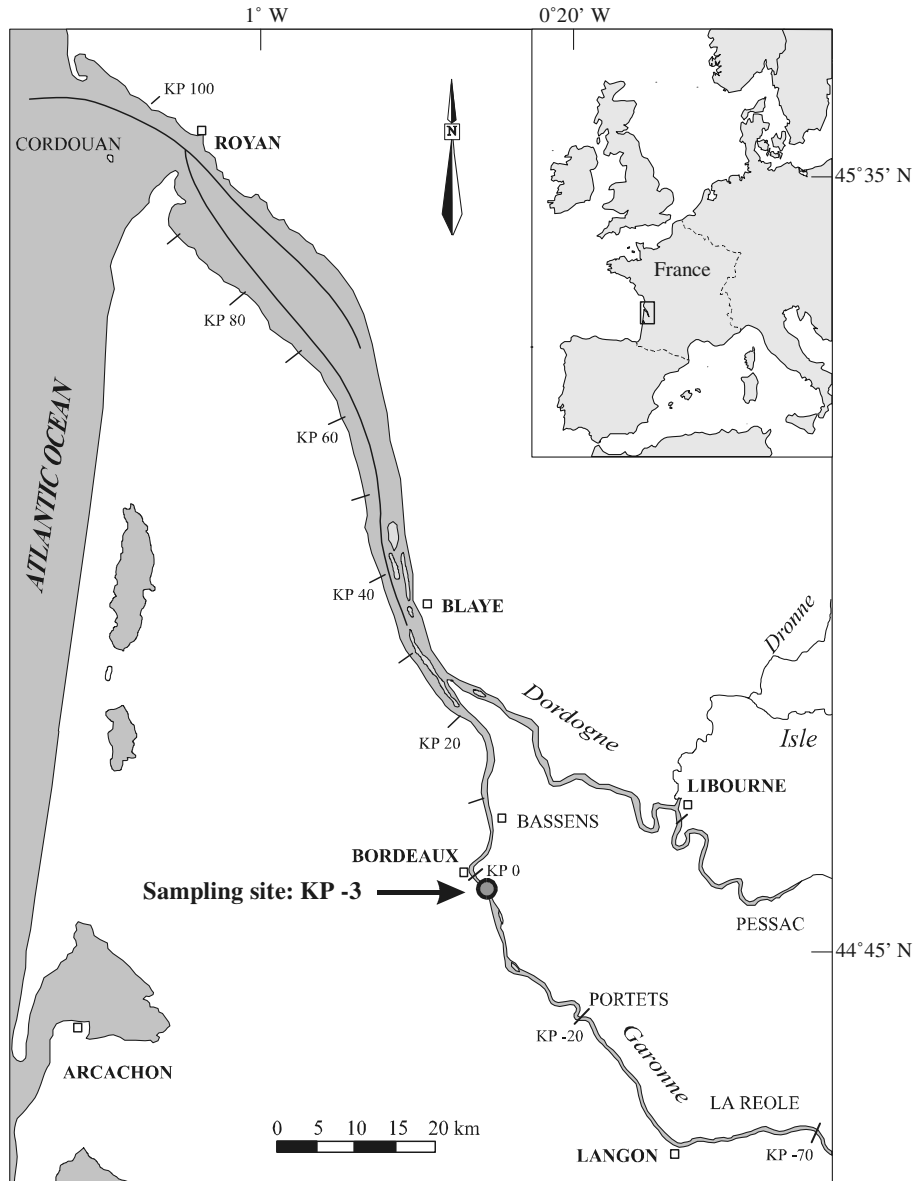 1° W
0°20' W
KP 100
ROYAN
CORDOUAN
N
45°35' N
France
KP 80
ATLANTIC OCEAN
KP 60
KP 40
BLAYE
Dronne
Dordogne
Isle
KP 20
LIBOURNE
BASSENS
BORDEAUX
KP 0
Sampling site: KP -3
PESSAC
44°45' N
PORTETS
KP -20
Garonne
ARCACHON
LA REOLE
0 5 10 15 20 km
LANGON
KP -70